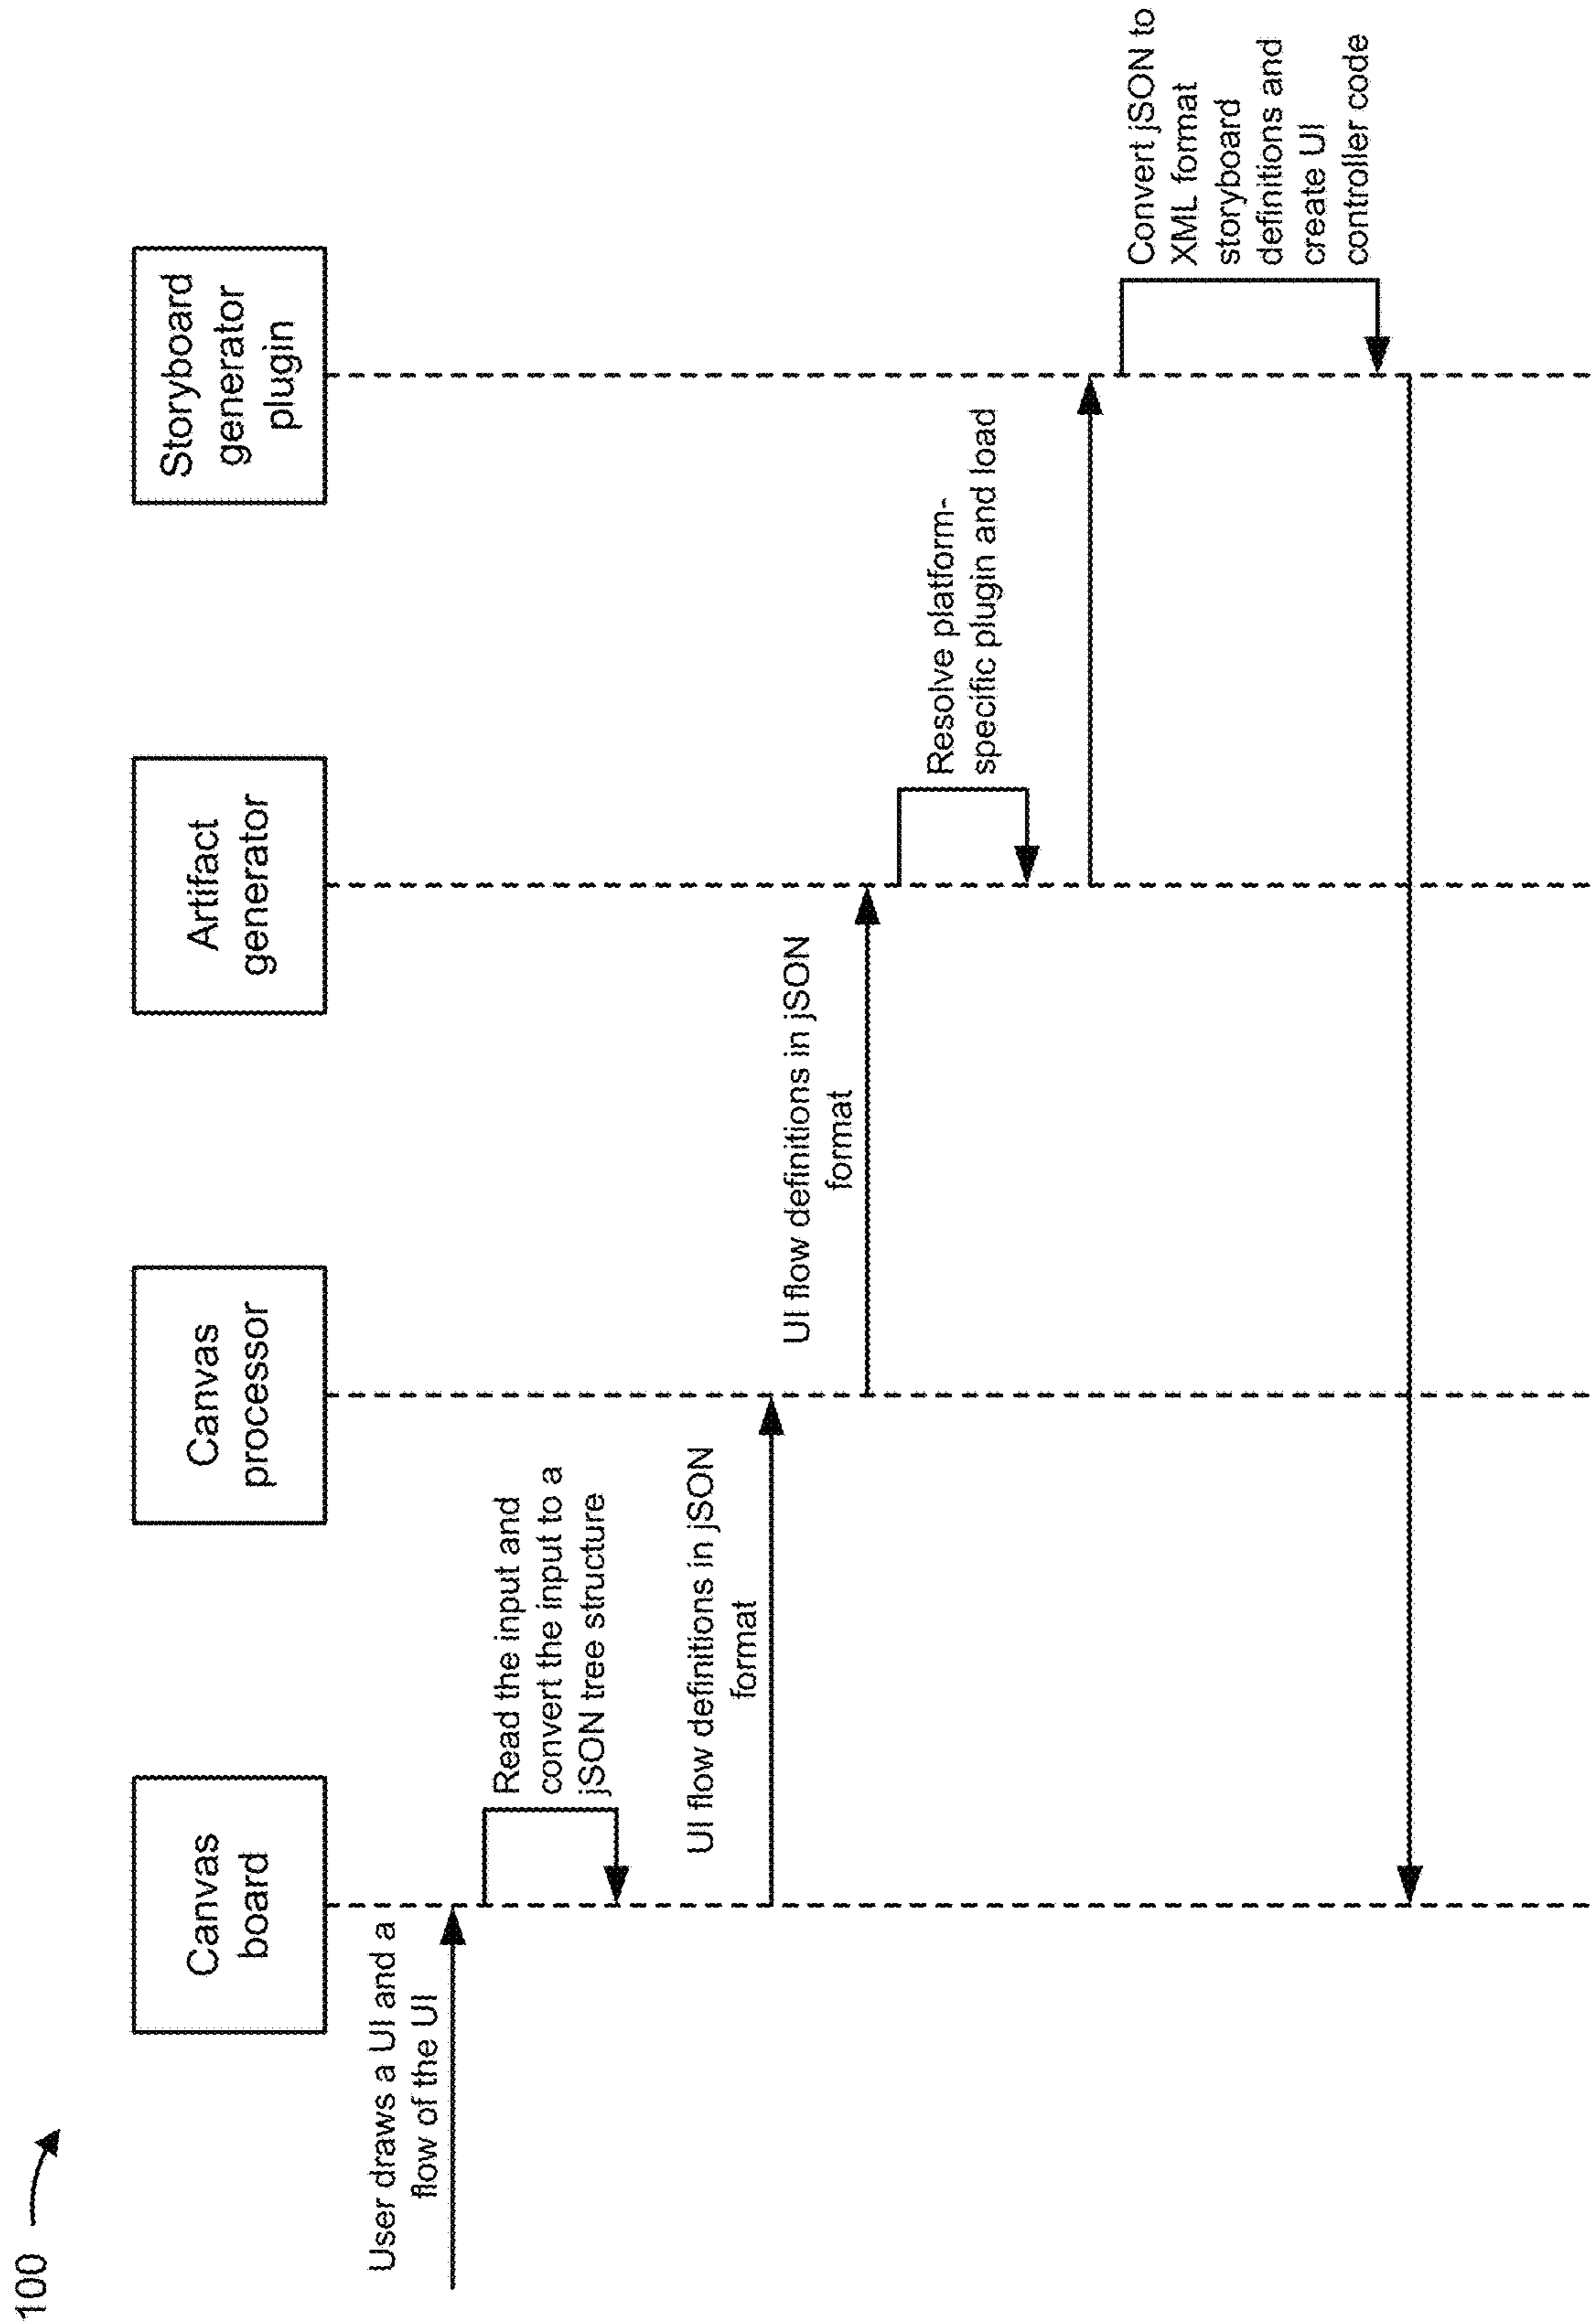 100
Canvas
board
Canvas
processor
Artifact
generator
Storyboard
generator
plugin
User draws a UI and a
flow of the UI
Read the input and
convert the input to a
jSON tree structure
UI flow definitions in jSON
format
UI flow definitions in jSON
format
Resolve platform-
specific plugin and load
Convert jSON to
XML format
storyboard
definitions and
create UI
controller code